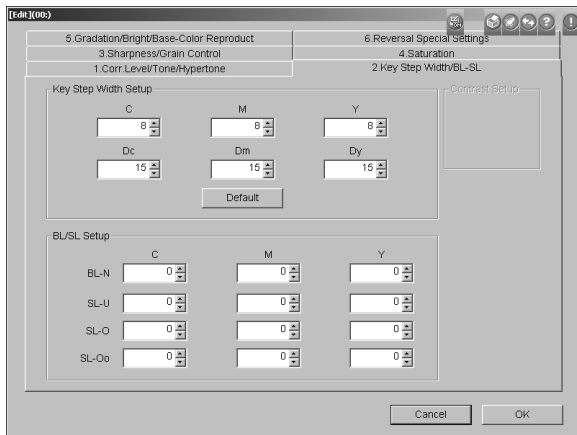 [Edit](00:)
5.Gradation/Bright/Base-Color Reproduct
6.Reversal Special Settings
3.Sharpness/Grain Control
4.Saturation
1.Corr.Level/Tone/Hypertone
2.Key Step Width/BL-SL
Key Step Width Setup
Contrast Setup
C M Y
8 8 8
Dc Dm Dy
15 15 15
Default
BL/SL Setup
C M Y
BL-N 0 0 0
SL-U 0 0 0
SL-O 0 0 0
SL-Oo 0 0 0
Cancel OK